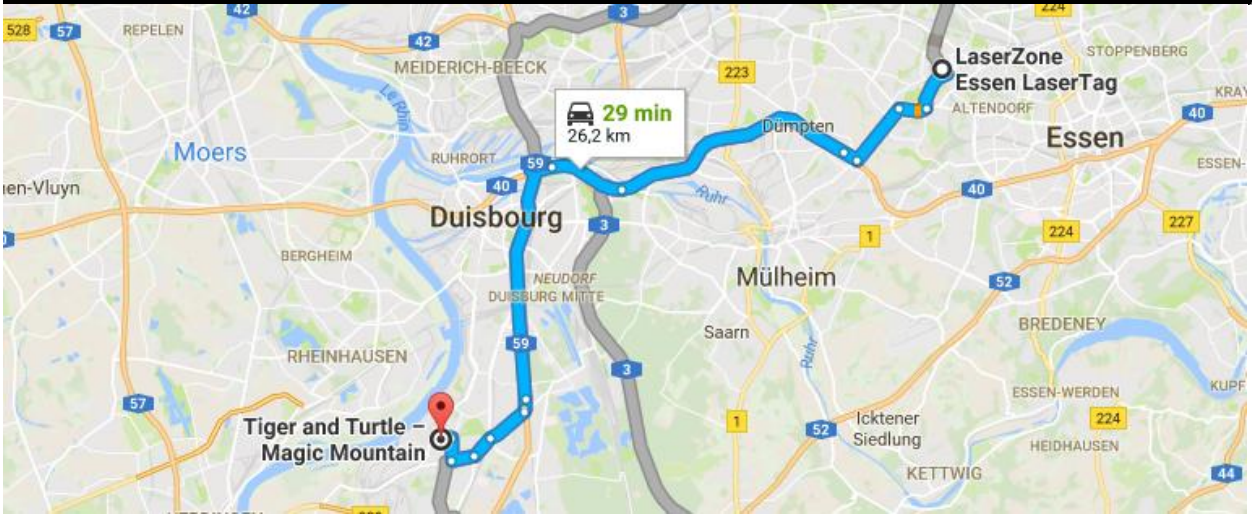 42
3
224
528
57
REPELEN
42
STOPPENBERG
MEIDERICH-BEECK
223
LaserZone
Essen LaserTag
KRAY
Le Rhin
29 min
26,2 km
ALTENDORF
40
Moers
Dümpten
Essen
RUHRORT
59
ESSEN-
en-Vluyn
40
Ruhr
40
Duisbourg
3
1
224
227
BERGHEIM
NEUDORF
DUISBURG MITTE
Mülheim
52
Saarn
BREDENEY
RHEINHAUSEN
59
Ruhr
3
57
ESSEN-WERDEN
KUPF
Tiger and Turtle –
Magic Mountain
1
52
Icktener
Siedlung
224
HEIDHAUSEN
KETTWIG
44